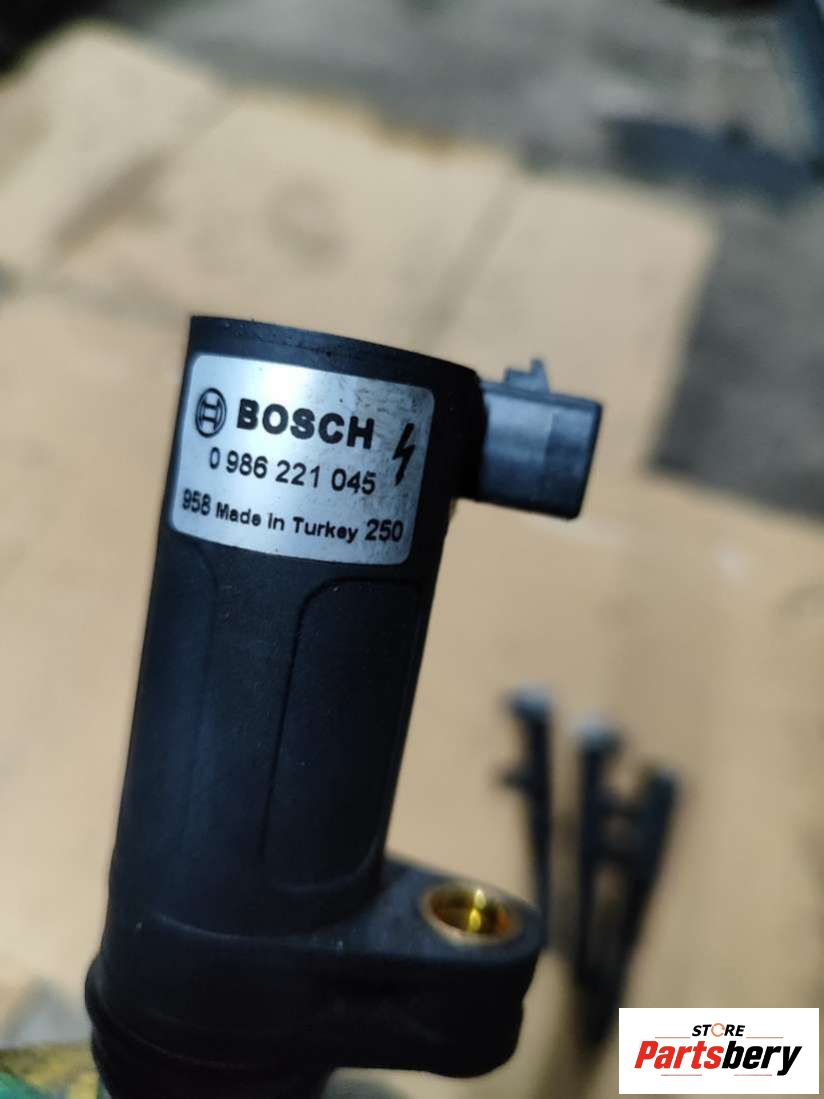 BOSCH
0 986 221 045
958 Made in Turkey 250
STORE
Partsbery